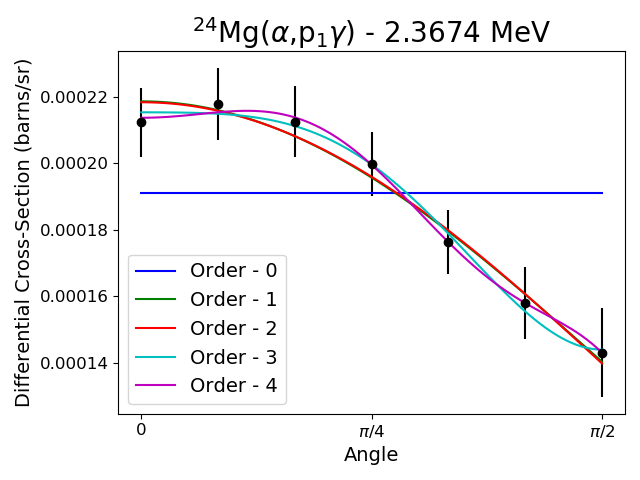 ²⁴Mg(α,p₁γ) - 2.3674 MeV
Differential Cross-Section (barns/sr)
0.00022
0.00020
0.00018
0.00016
0.00014
Order - 0
Order - 1
Order - 2
Order - 3
Order - 4
0 π/4 π/2
Angle